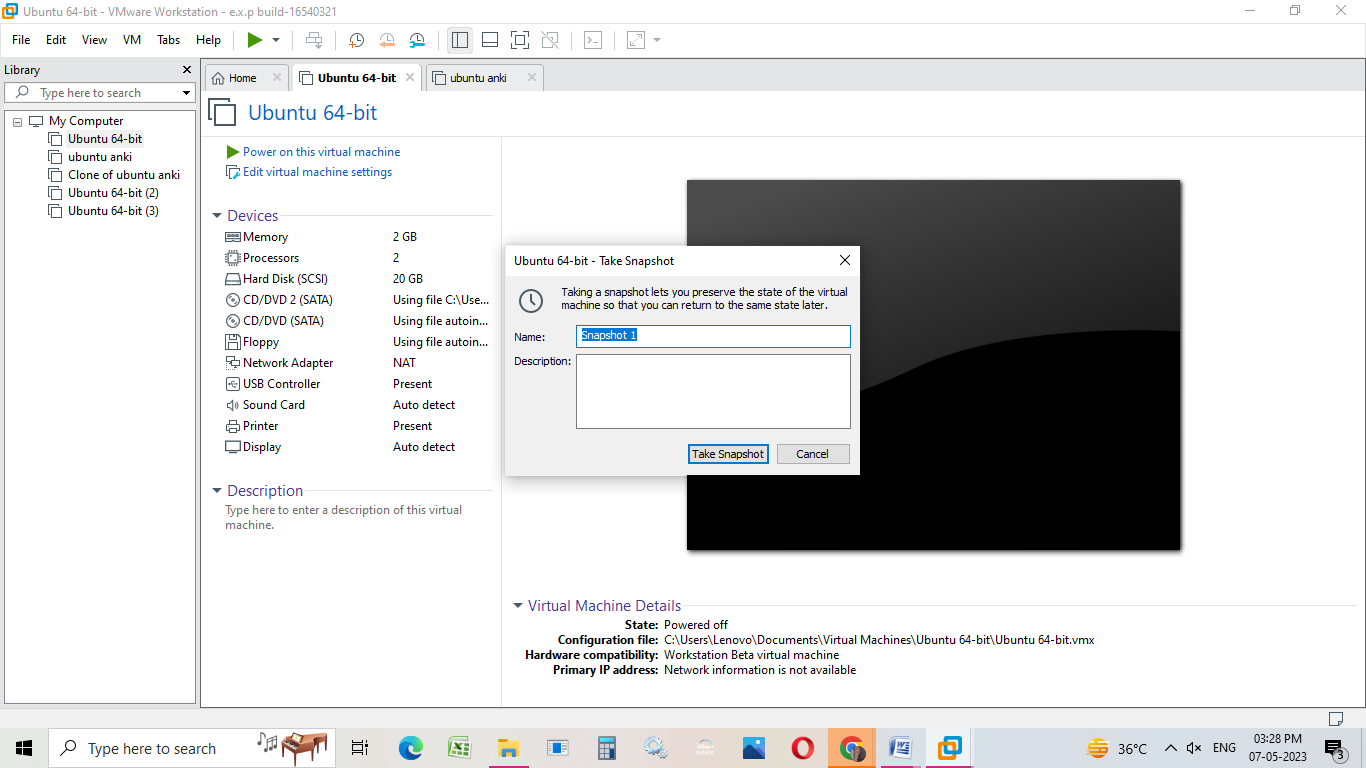 Ubuntu 64-bit - VMware Workstation - e.x.p build-16540321
File Edit View VM Tabs Help
Library
Type here to search
My Computer
Ubuntu 64-bit
ubuntu anki
Clone of ubuntu anki
Ubuntu 64-bit (2)
Ubuntu 64-bit (3)
Home
Ubuntu 64-bit
ubuntu anki
Ubuntu 64-bit
Power on this virtual machine
Edit virtual machine settings
Devices
Memory 2 GB
Processors 2
Hard Disk (SCSI) 20 GB
CD/DVD 2 (SATA) Using file C:\Use...
CD/DVD (SATA) Using file autoin...
Floppy Using file autoin...
Network Adapter NAT
USB Controller Present
Sound Card Auto detect
Printer Present
Display Auto detect
Description
Type here to enter a description of this virtual
machine.
Ubuntu 64-bit - Take Snapshot
Taking a snapshot lets you preserve the state of the virtual
machine so that you can return to the same state later.
Name: Snapshot 1
Description:
Take Snapshot Cancel
Virtual Machine Details
State: Powered off
Configuration file: C:\Users\Lenovo\Documents\Virtual Machines\Ubuntu 64-bit\Ubuntu 64-bit.vmx
Hardware compatibility: Workstation Beta virtual machine
Primary IP address: Network information is not available
Type here to search
36°C
ENG
03:28 PM
07-05-2023
3